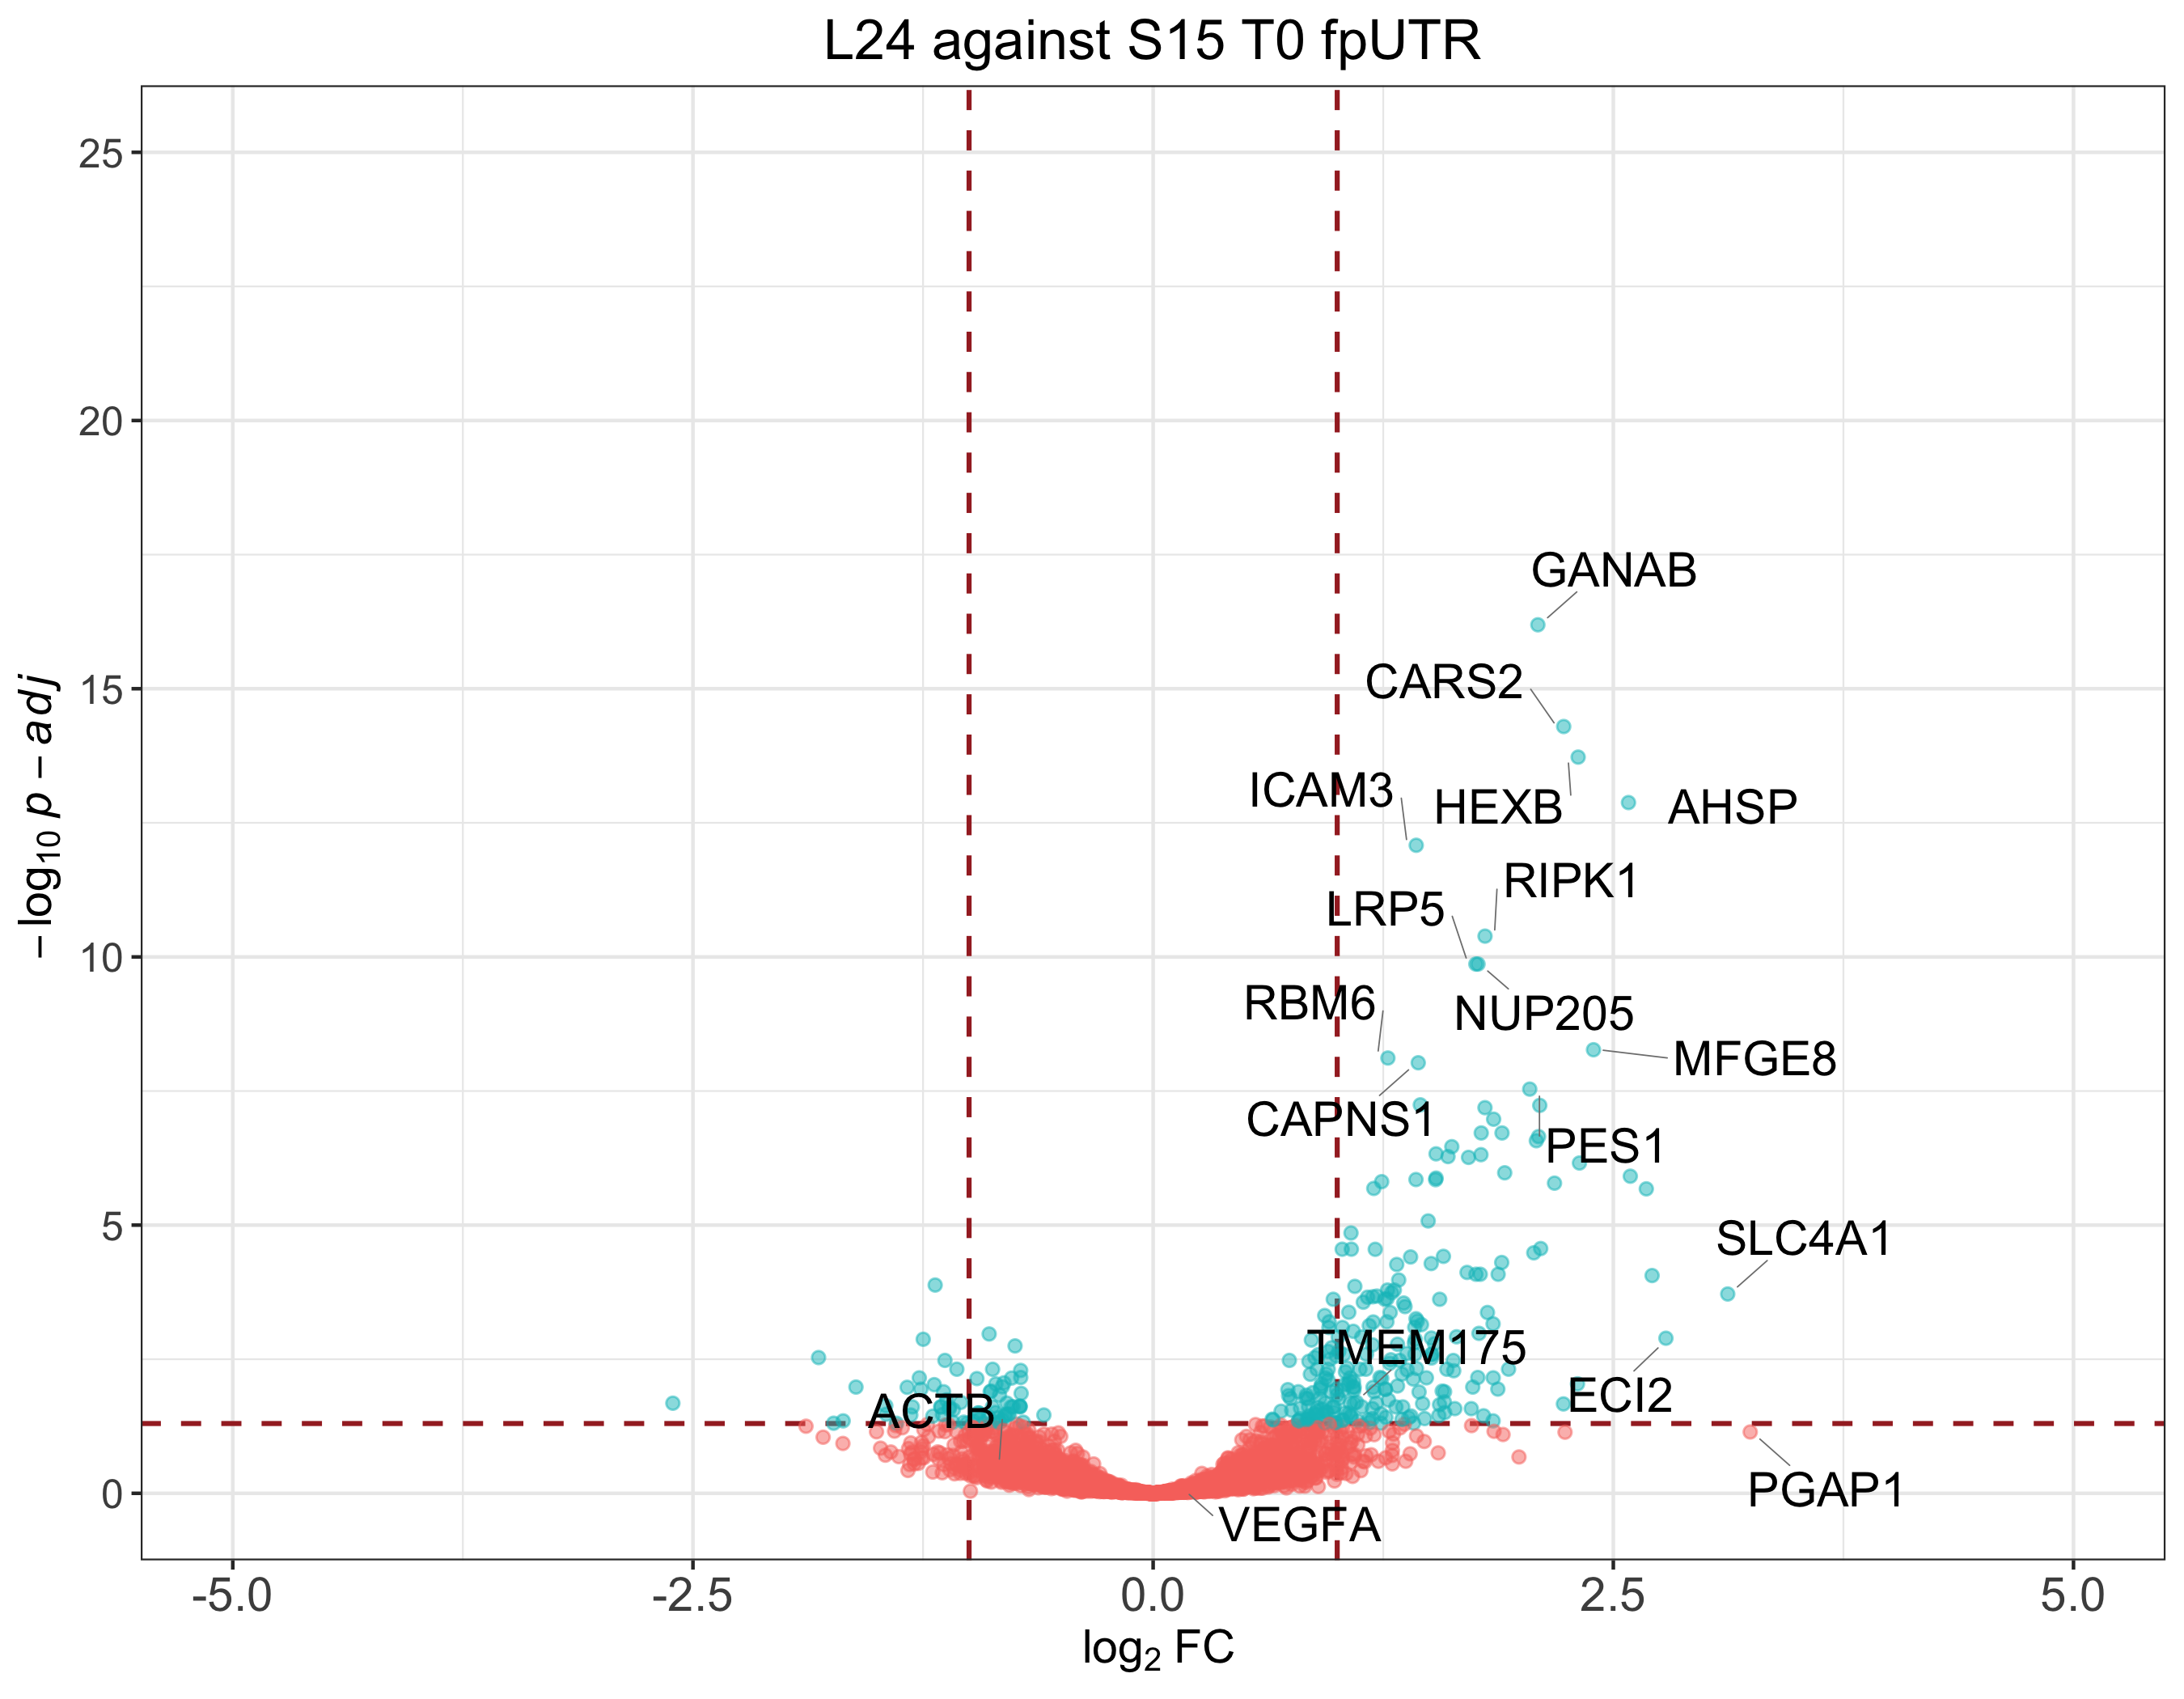 L24 against S15 T0 fpUTR
25
20
15
10
5
0
−log10 p − adj
GANAB
CARS2
ICAM3
HEXB
AHSP
RIPK1
LRP5
RBM6
NUP205
MFGE8
CAPNS1
PES1
SLC4A1
TMEM175
ECI2
ACTB
PGAP1
VEGFA
-5.0
-2.5
0.0
2.5
5.0
log2 FC